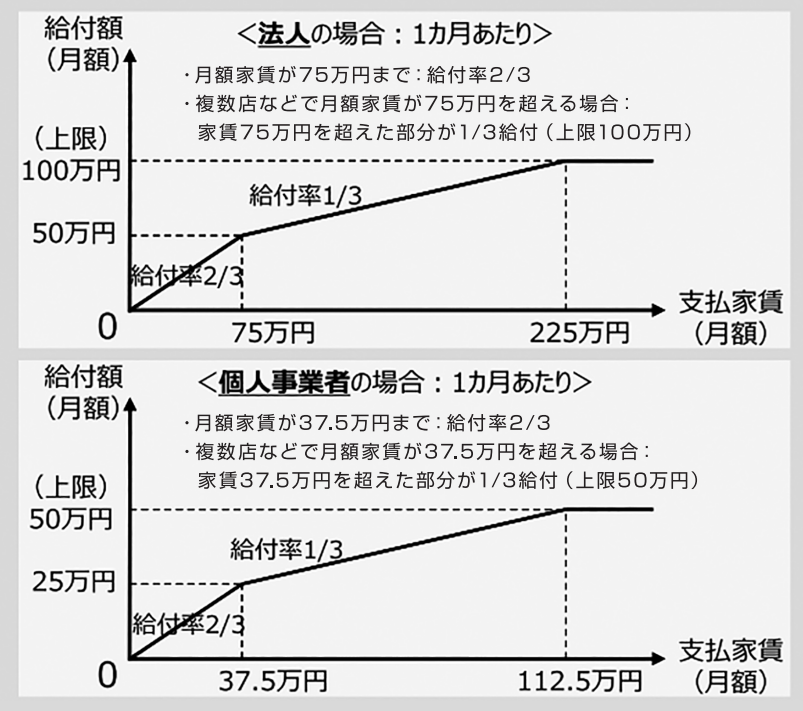 給付額
（月額）
＜法人の場合：1カ月あたり＞
・月額家賃が75万円まで：給付率2/3
・複数店などで月額家賃が75万円を超える場合：
家賃75万円を超えた部分が1/3給付（上限100万円）
（上限）
100万円
給付率1/3
50万円
給付率2/3
0
75万円
225万円
支払家賃
（月額）
給付額
（月額）
＜個人事業者の場合：1カ月あたり＞
・月額家賃が37.5万円まで：給付率2/3
・複数店などで月額家賃が37.5万円を超える場合：
家賃37.5万円を超えた部分が1/3給付（上限50万円）
（上限）
50万円
給付率1/3
25万円
給付率2/3
0
37.5万円
112.5万円
支払家賃
（月額）